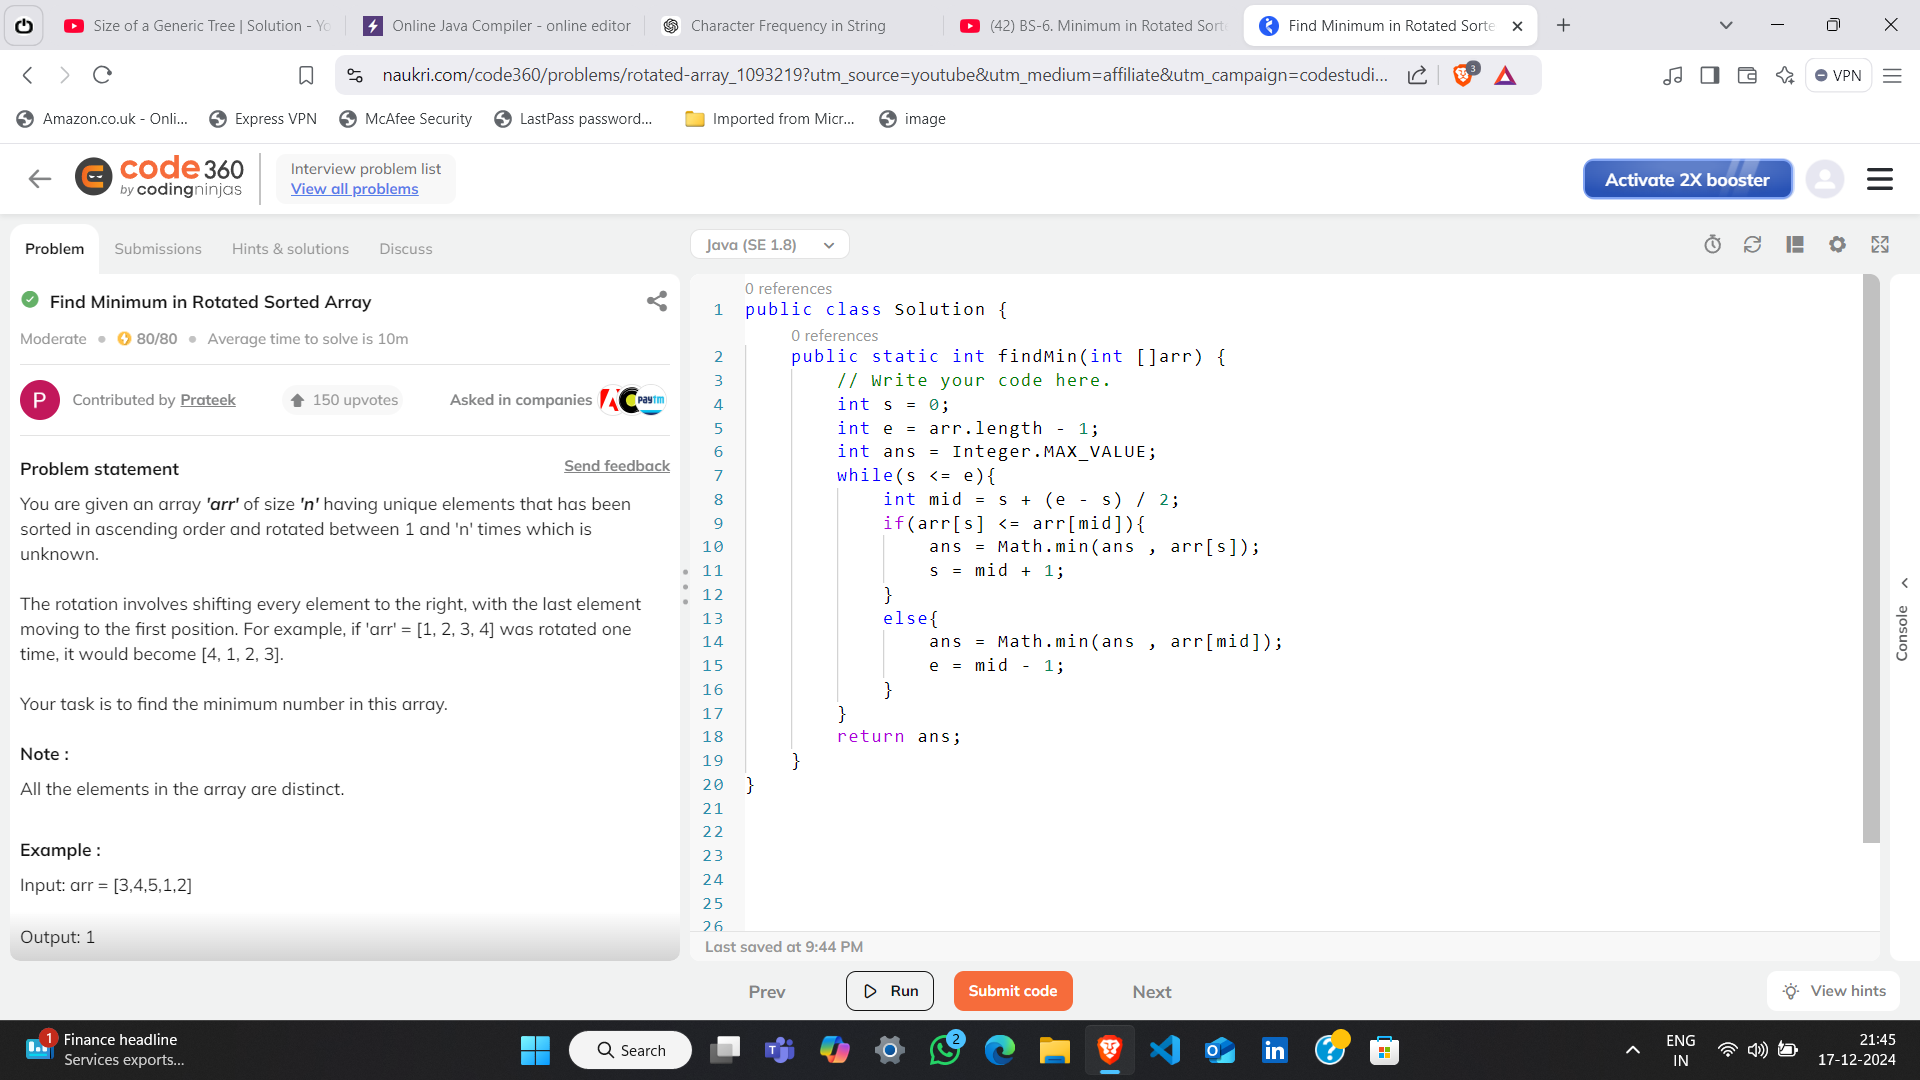 Size of a Generic Tree | Solution - Yo
Online Java Compiler - online editor
Character Frequency in String
(42) BS-6. Minimum in Rotated Sort
Find Minimum in Rotated Sorte
naukri.com/code360/problems/rotated-array_1093219?utm_source=youtube&utm_medium=affiliate&utm_campaign=codestudi...
3
VPN
Amazon.co.uk - Onli...
Express VPN
McAfee Security
LastPass password...
Imported from Micr...
image
code 360
by codingninjas
Interview problem list
View all problems
Activate 2X booster
Problem
Submissions
Hints & solutions
Discuss
Java (SE 1.8)
Find Minimum in Rotated Sorted Array
Moderate
80/80
Average time to solve is 10m
P
Contributed by Prateek
150 upvotes
Asked in companies
paytm
Problem statement
Send feedback
You are given an array 'arr' of size 'n' having unique elements that has been
sorted in ascending order and rotated between 1 and 'n' times which is
unknown.
The rotation involves shifting every element to the right, with the last element
moving to the first position. For example, if 'arr' = [1, 2, 3, 4] was rotated one
time, it would become [4, 1, 2, 3].
Your task is to find the minimum number in this array.
Note :
All the elements in the array are distinct.
Example :
Input: arr = [3,4,5,1,2]
Output: 1
0 references
1 public class Solution {
0 references
2 public static int findMin(int []arr) {
3 // Write your code here.
4 int s = 0;
5 int e = arr.length - 1;
6 int ans = Integer.MAX_VALUE;
7 while(s <= e){
8 int mid = s + (e - s) / 2;
9 if(arr[s] <= arr[mid]){
10 ans = Math.min(ans , arr[s]);
11 s = mid + 1;
12 }
13 else{
14 ans = Math.min(ans , arr[mid]);
15 e = mid - 1;
16 }
17 }
18 return ans;
19 }
20 }
21
22
23
24
25
26
Console
Last saved at 9:44 PM
Prev
Run
Submit code
Next
View hints
1
Finance headline
Services exports...
Search
2
ENG
IN
21:45
17-12-2024